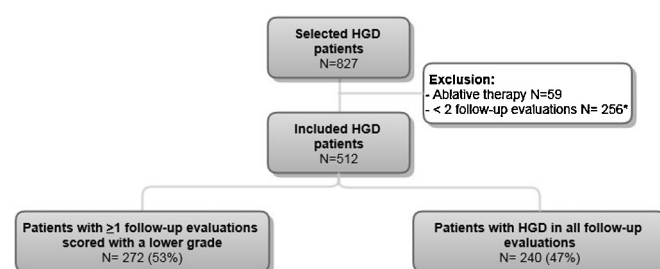 Selected HGD
patients
N=827
Exclusion:
- Ablative therapy N=59
- < 2 follow-up evaluations N= 256*
Included HGD
patients
N=512
Patients with ≥1 follow-up evaluations
scored with a lower grade
N= 272 (53%)
Patients with HGD in all follow-up
evaluations
N= 240 (47%)